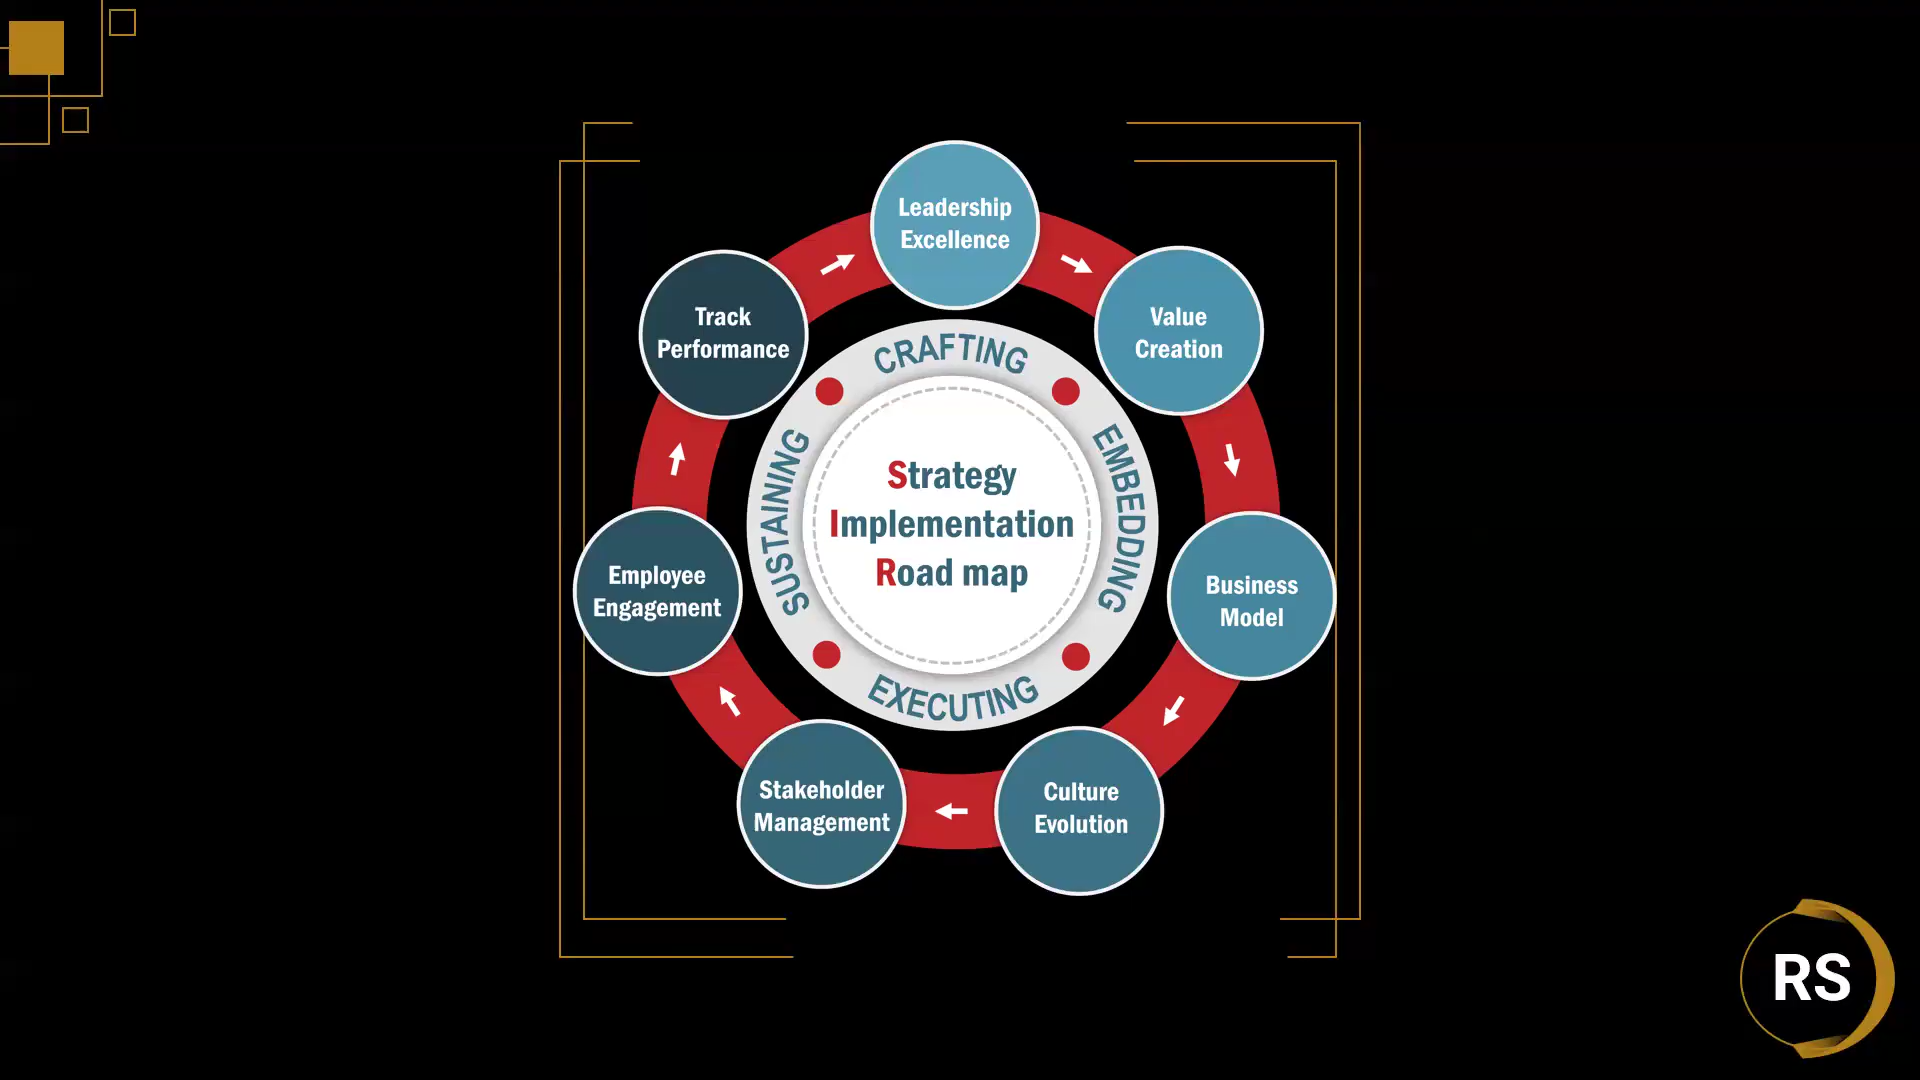 Leadership
Excellence
Value
Creation
Business
Model
Culture
Evolution
Stakeholder
Management
Employee
Engagement
Track
Performance
CRAFTING
EMBEDDING
EXECUTING
SUSTAINING
Strategy
Implementation
Road map
RS